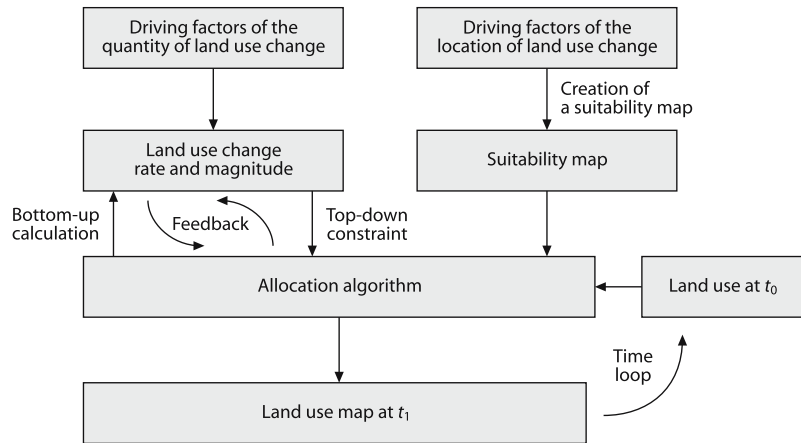 Driving factors of the
quantity of land use change
Driving factors of the
location of land use change
Creation of
a suitability map
Land use change
rate and magnitude
Suitability map
Bottom-up
calculation
Feedback
Top-down
constraint
Allocation algorithm
Land use at t₀
Time
loop
Land use map at t₁